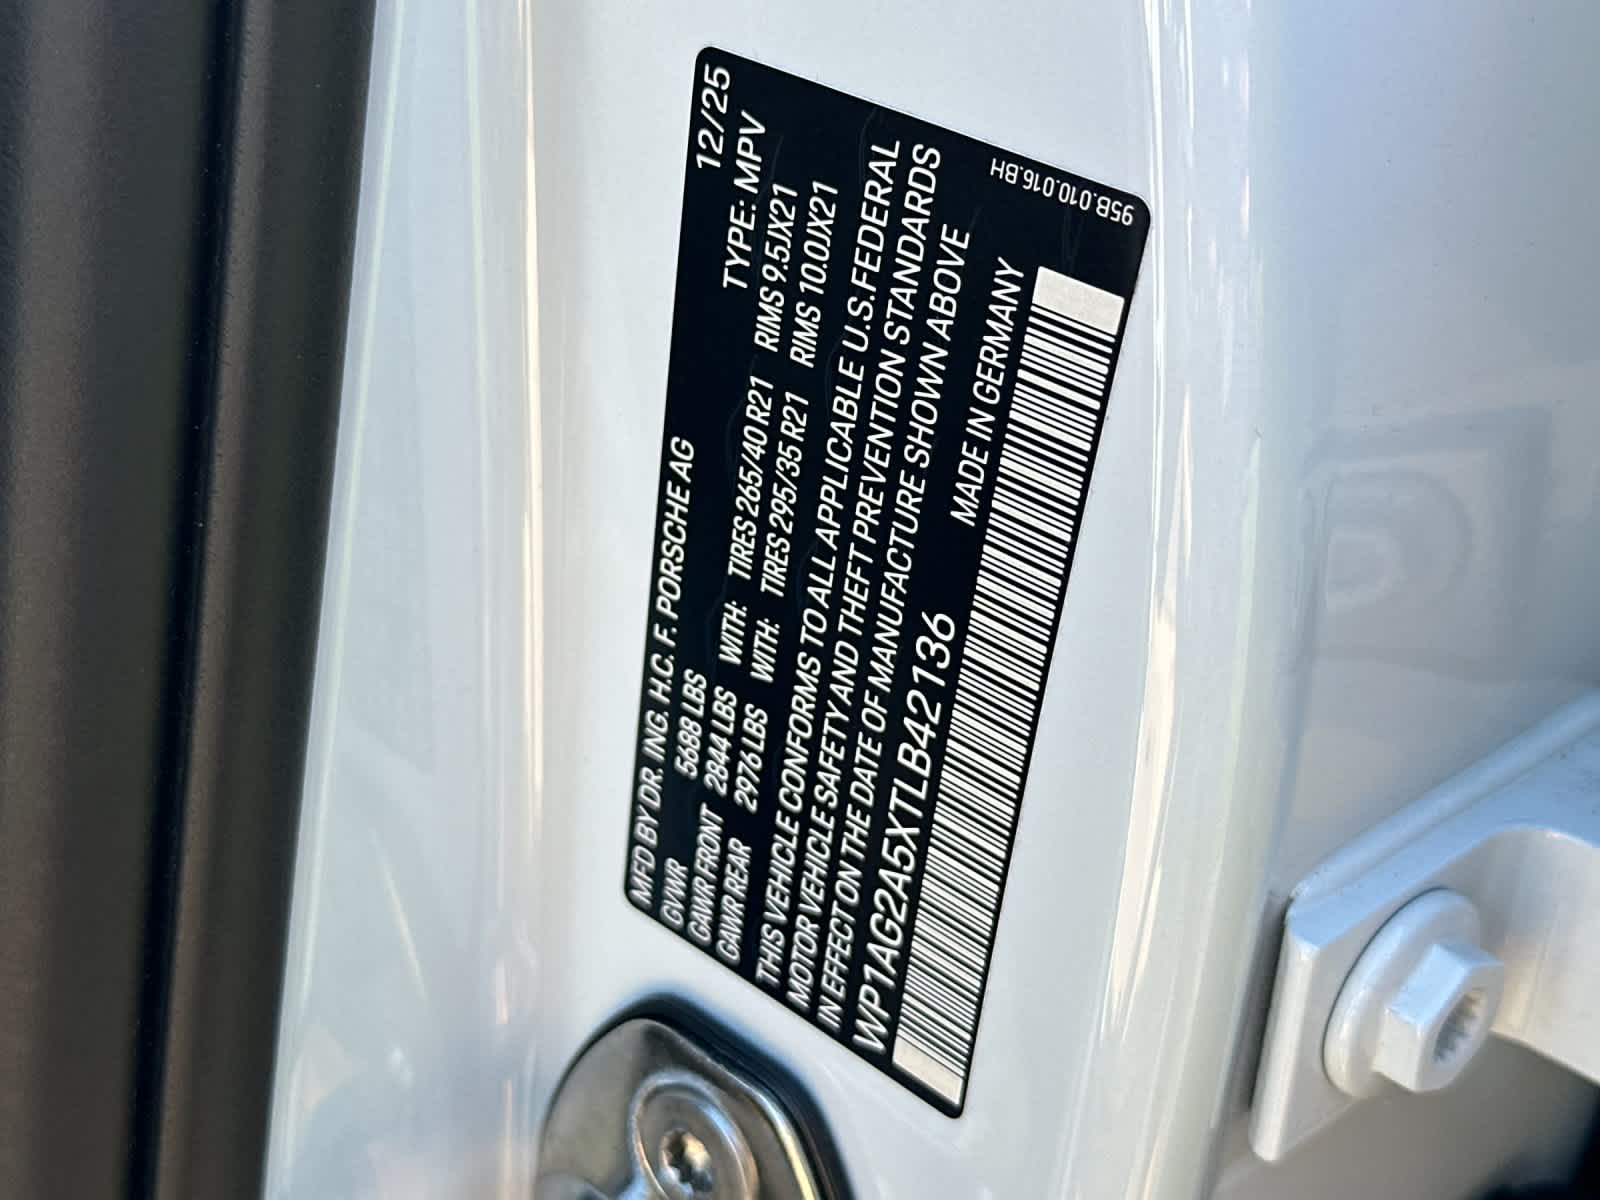 MFD BY DR. ING. H.C. F. PORSCHE AG 12/25
GVWR 5688 LBS TYPE: MPV
GAWR FRONT 2844 LBS WITH: TIRES 265/40 R21 RIMS 9.5JX21
GAWR REAR 2976 LBS WITH: TIRES 295/35 R21 RIMS 10.0JX21
THIS VEHICLE CONFORMS TO ALL APPLICABLE U.S.FEDERAL
MOTOR VEHICLE SAFETY AND THEFT PREVENTION STANDARDS
IN EFFECT ON THE DATE OF MANUFACTURE SHOWN ABOVE
WP1AG2A5XTLB42136 MADE IN GERMANY
95B.010.016.BH